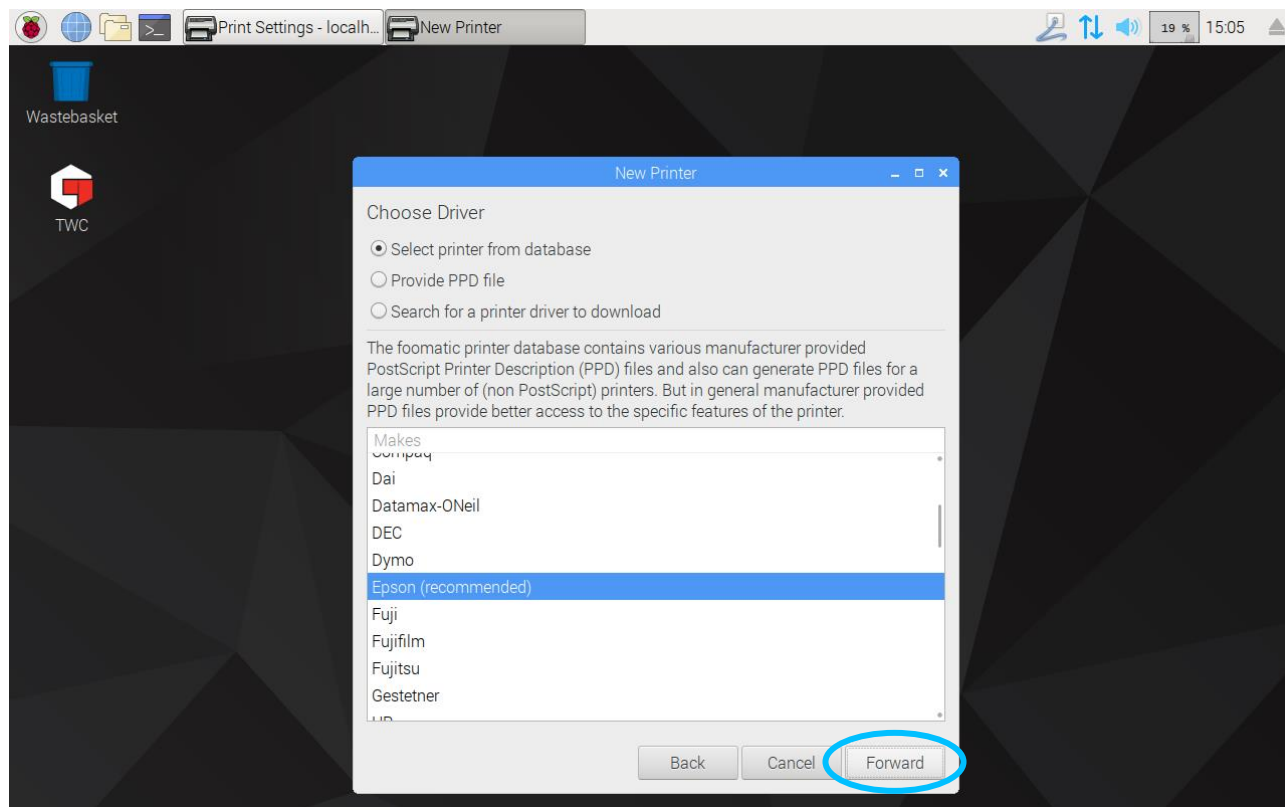 Print Settings - localh...
New Printer
19 %
15:05
Wastebasket
TWC
New Printer
Choose Driver
Select printer from database
Provide PPD file
Search for a printer driver to download
The foomatic printer database contains various manufacturer provided
PostScript Printer Description (PPD) files and also can generate PPD files for a
large number of (non PostScript) printers. But in general manufacturer provided
PPD files provide better access to the specific features of the printer.
Makes
Compaq
Dai
Datamax-ONeil
DEC
Dymo
Epson (recommended)
Fuji
Fujifilm
Fujitsu
Gestetner
HP
Back
Cancel
Forward